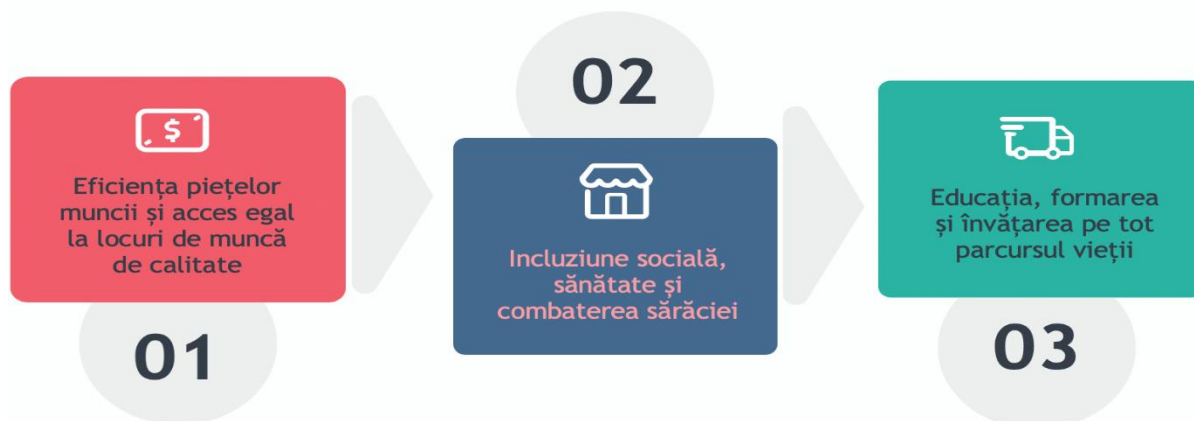 $
Eficiența piețelor
muncii și acces egal
la locuri de muncă
de calitate
01
02
Incluziune socială,
sănătate și
combaterea sărăciei
Educația, formarea
și învățarea pe tot
parcursul vieții
03